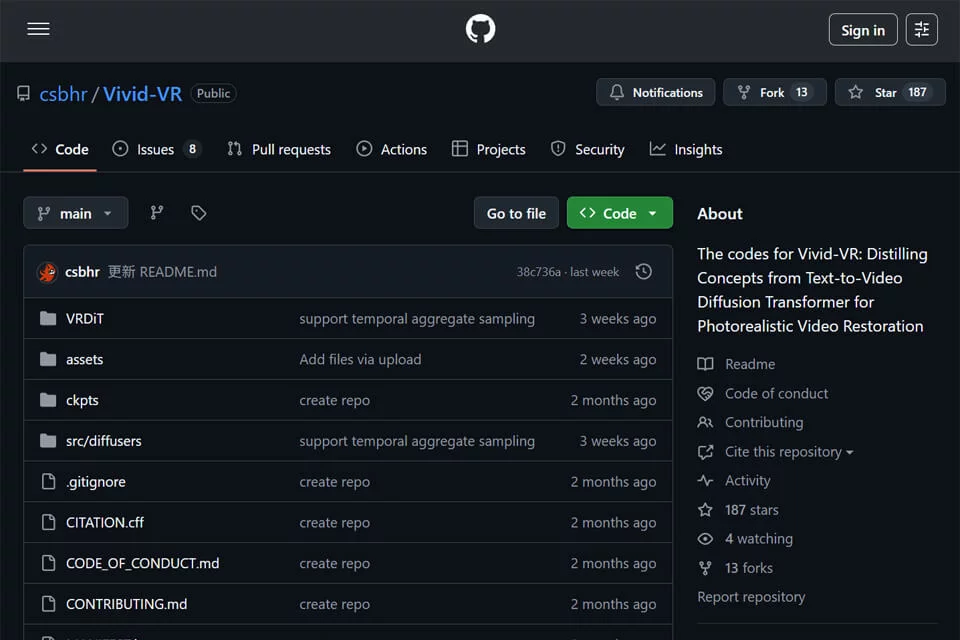 Sign in
csbhr / Vivid-VR Public
Notifications Fork 13 Star 187
Code Issues 8 Pull requests Actions Projects Security Insights
main Go to file Code
csbhr 更新 README.md 38c736a · last week
VRDiT support temporal aggregate sampling 3 weeks ago
assets Add files via upload 2 weeks ago
ckpts create repo 2 months ago
src/diffusers support temporal aggregate sampling 3 weeks ago
.gitignore create repo 2 months ago
CITATION.cff create repo 2 months ago
CODE_OF_CONDUCT.md create repo 2 months ago
CONTRIBUTING.md create repo 2 months ago
About
The codes for Vivid-VR: Distilling
Concepts from Text-to-Video
Diffusion Transformer for
Photorealistic Video Restoration
Readme
Code of conduct
Contributing
Cite this repository
Activity
187 stars
4 watching
13 forks
Report repository